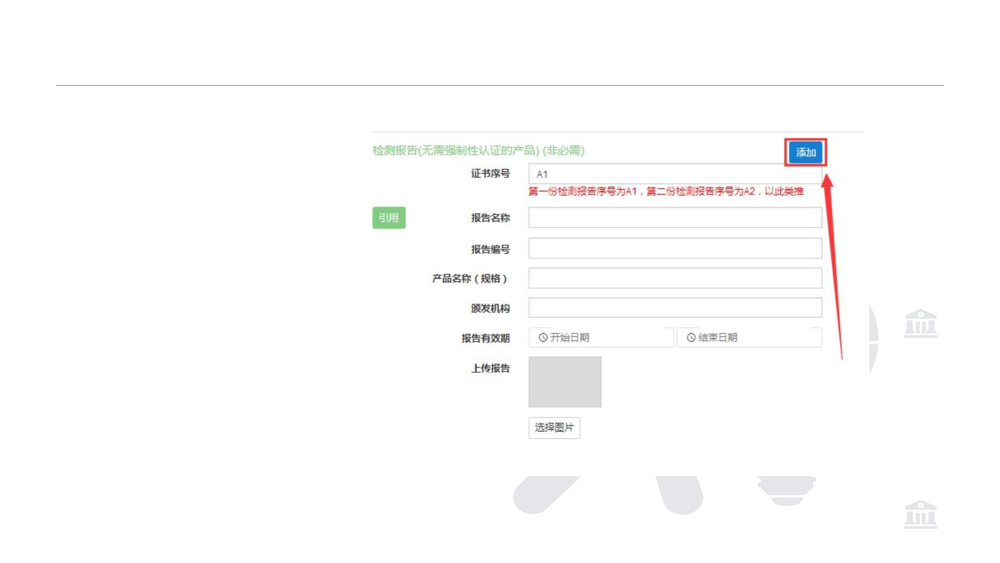 检测报告(无需强制性认证的产品) (非必需)
添加
证书序号
A1
第一份检测报告序号为A1，第二份检测报告序号为A2，以此类推
引用
报告名称
报告编号
产品名称（规格）
颁发机构
报告有效期
开始日期
结束日期
上传报告
选择图片